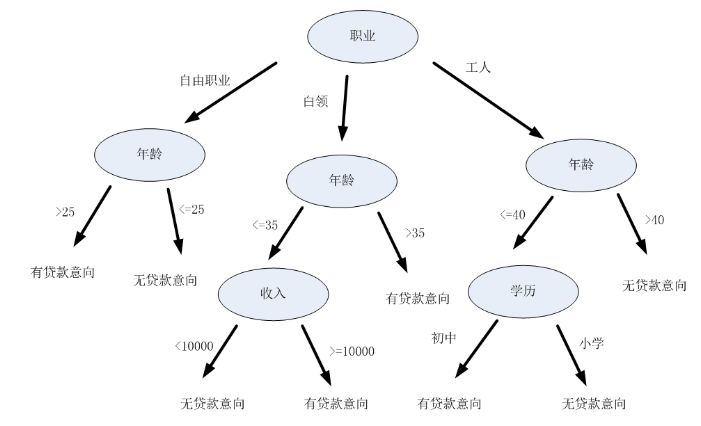 职业
自由职业
白领
工人
年龄
年龄
年龄
>25
<=25
<=35
>35
<=40
>40
有贷款意向
无贷款意向
收入
有贷款意向
学历
无贷款意向
<10000
>=10000
初中
小学
无贷款意向
有贷款意向
有贷款意向
无贷款意向